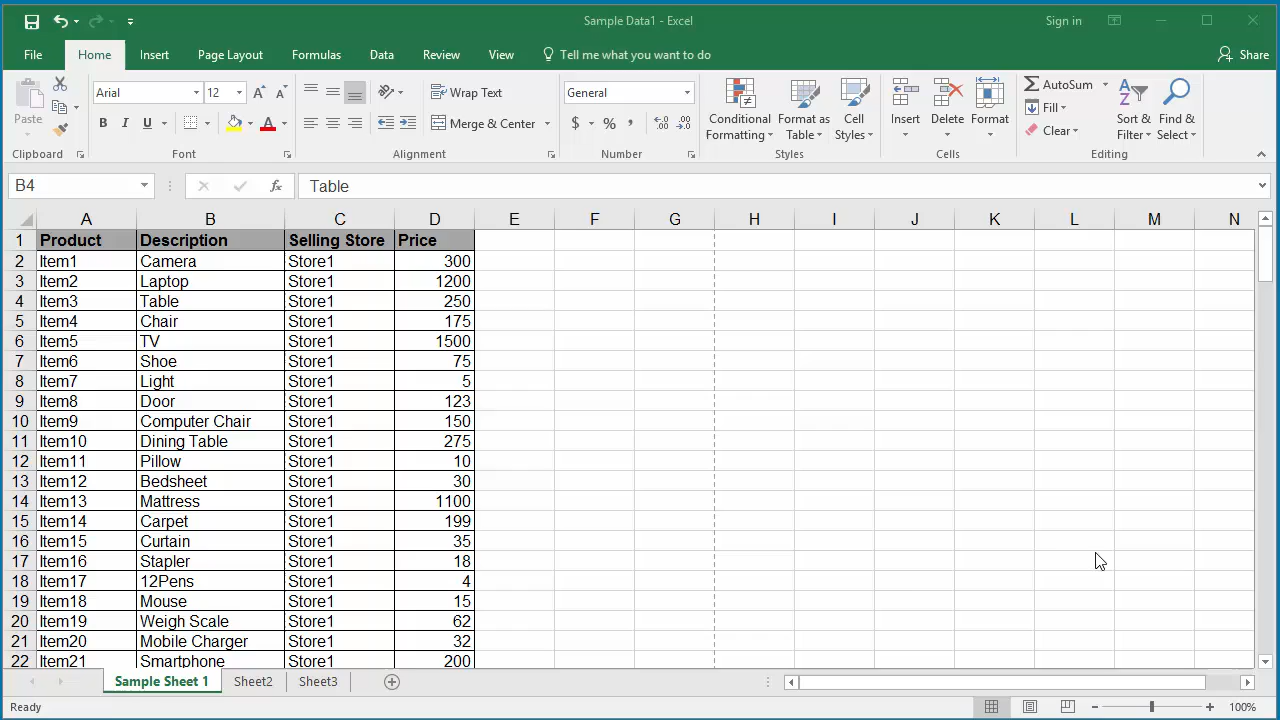 Sample Data1 - Excel
Sign in
File Home Insert Page Layout Formulas Data Review View Tell me what you want to do Share
Paste
Clipboard
Arial 12 A A
B I U A
Font
Wrap Text
Merge & Center
Alignment
General
$ % ,
Number
Conditional Formatting
Format as Table
Cell Styles
Styles
Insert Delete Format
Cells
AutoSum
Fill
Clear
Sort & Filter
Find & Select
Editing
B4 fx Table
A B C D E F G H I J K L M N
1 Product Description Selling Store Price
2 Item1 Camera Store1 300
3 Item2 Laptop Store1 1200
4 Item3 Table Store1 250
5 Item4 Chair Store1 175
6 Item5 TV Store1 1500
7 Item6 Shoe Store1 75
8 Item7 Light Store1 5
9 Item8 Door Store1 123
10 Item9 Computer Chair Store1 150
11 Item10 Dining Table Store1 275
12 Item11 Pillow Store1 10
13 Item12 Bedsheet Store1 30
14 Item13 Mattress Store1 1100
15 Item14 Carpet Store1 199
16 Item15 Curtain Store1 35
17 Item16 Stapler Store1 18
18 Item17 12Pens Store1 4
19 Item18 Mouse Store1 15
20 Item19 Weigh Scale Store1 62
21 Item20 Mobile Charger Store1 32
22 Item21 Smartphone Store1 200
Sample Sheet 1 Sheet2 Sheet3
Ready 100%